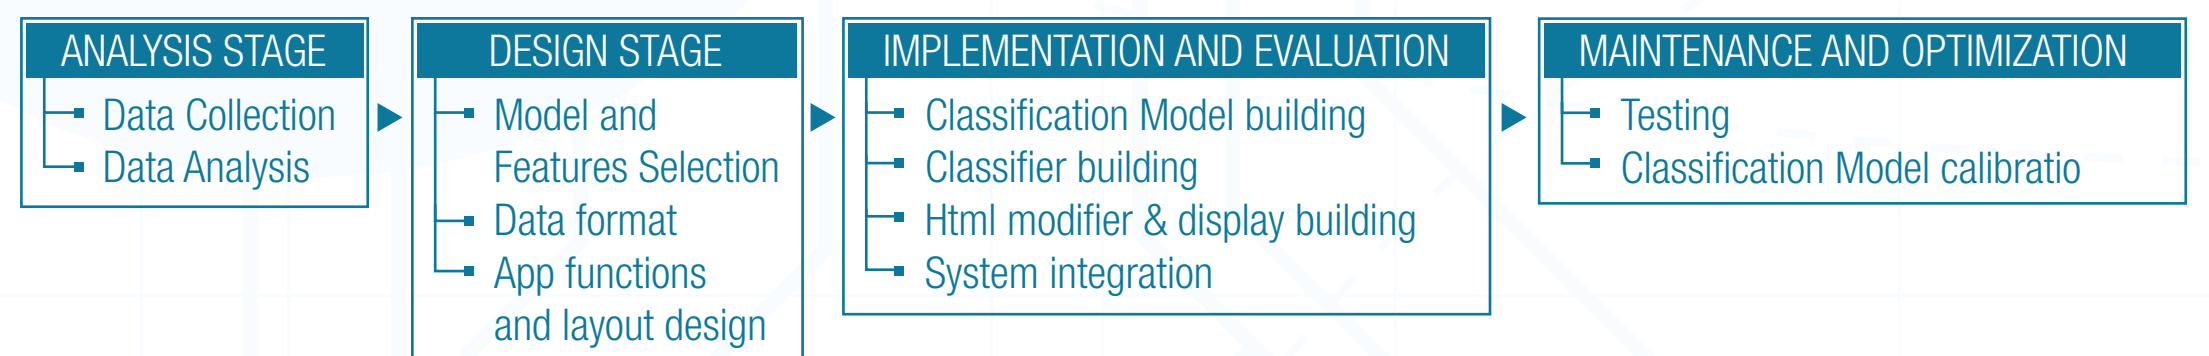 ANALYSIS STAGE
Data Collection
Data Analysis
DESIGN STAGE
Model and
Features Selection
Data format
App functions
and layout design
IMPLEMENTATION AND EVALUATION
Classification Model building
Classifier building
Html modifier & display building
System integration
MAINTENANCE AND OPTIMIZATION
Testing
Classification Model calibratio